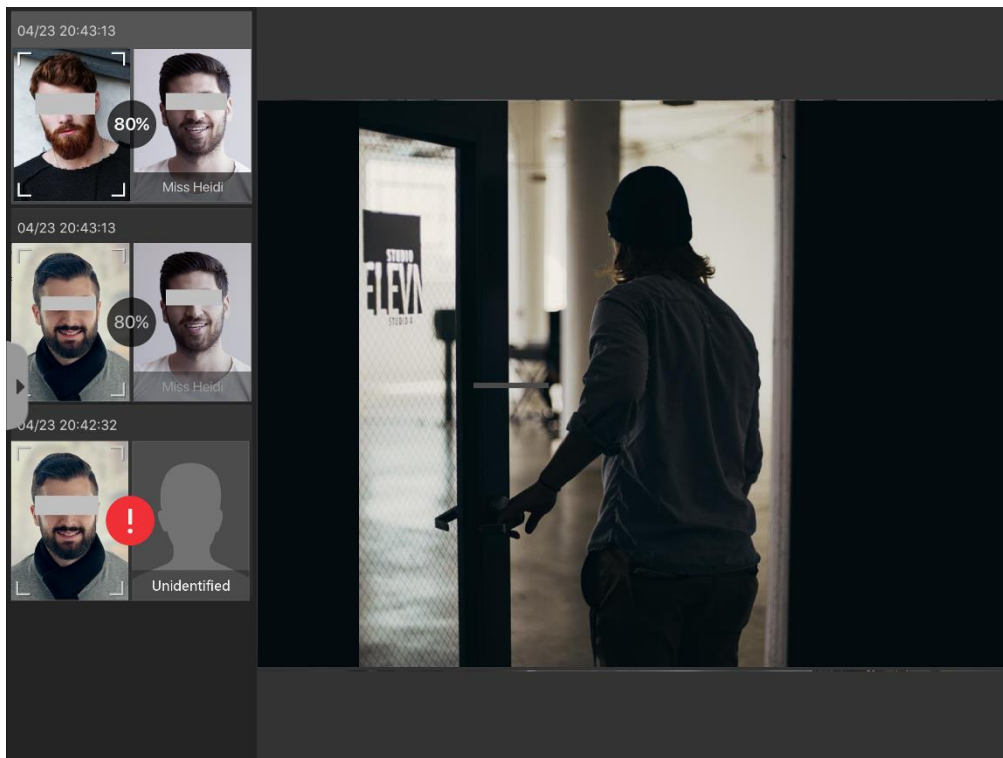 04/23 20:43:13
80%
Miss Heidi
04/23 20:43:13
80%
Miss Heidi
04/23 20:42:32
!
Unidentified
STUDIO
ELEVN